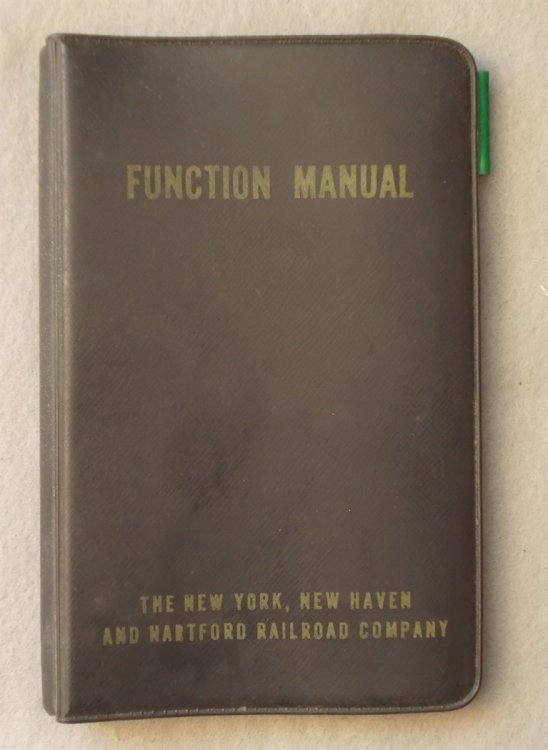 FUNCTION MANUAL
THE NEW YORK, NEW HAVEN
AND HARTFORD RAILROAD COMPANY